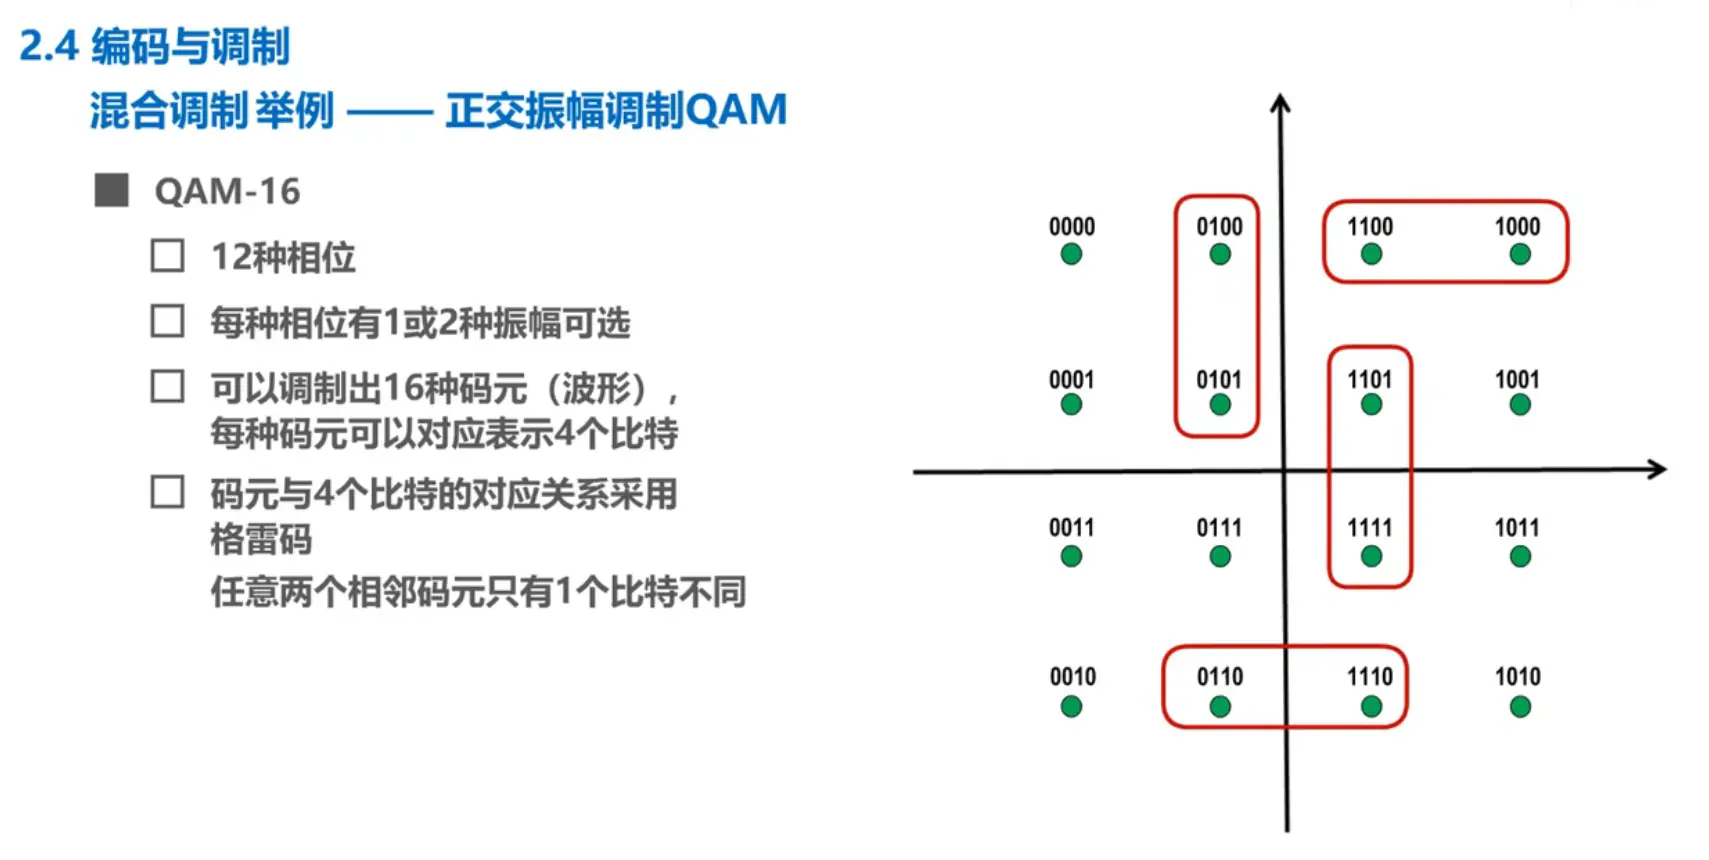 2.4 编码与调制
混合调制 举例 —— 正交振幅调制QAM
QAM-16
12种相位
每种相位有1或2种振幅可选
可以调制出16种码元（波形），
每种码元可以对应表示4个比特
码元与4个比特的对应关系采用
格雷码
任意两个相邻码元只有1个比特不同
0000 0100 1100 1000
0001 0101 1101 1001
0011 0111 1111 1011
0010 0110 1110 1010